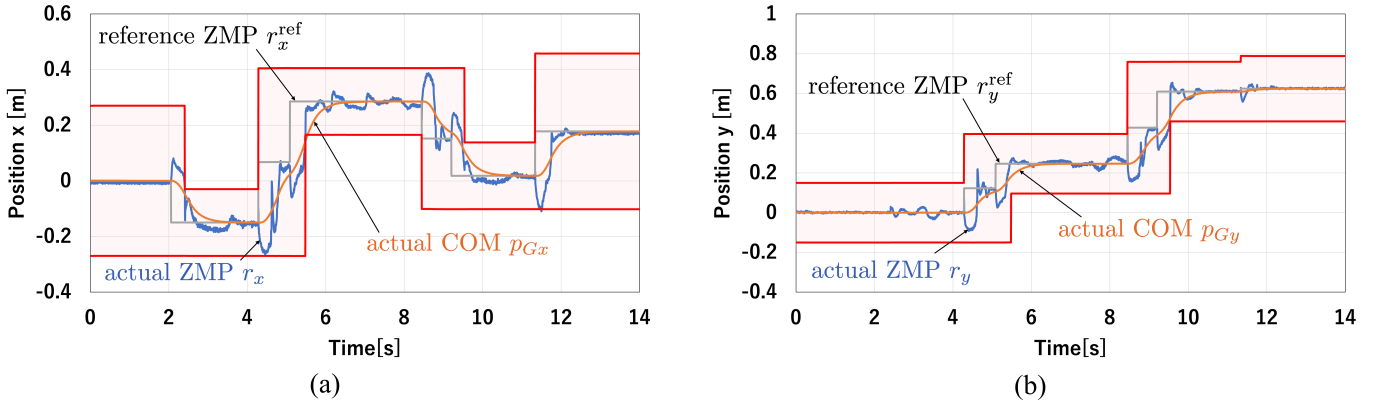 0.6
0.4
0.2
0
-0.2
-0.4
Position x [m]
reference ZMP r_x^ref
actual COM p_Gx
actual ZMP r_x
0 2 4 6 8 10 12 14
Time[s]
(a)
1
0.8
0.6
0.4
0.2
0
-0.2
-0.4
Position y [m]
reference ZMP r_y^ref
actual COM p_Gy
actual ZMP r_y
0 2 4 6 8 10 12 14
Time[s]
(b)